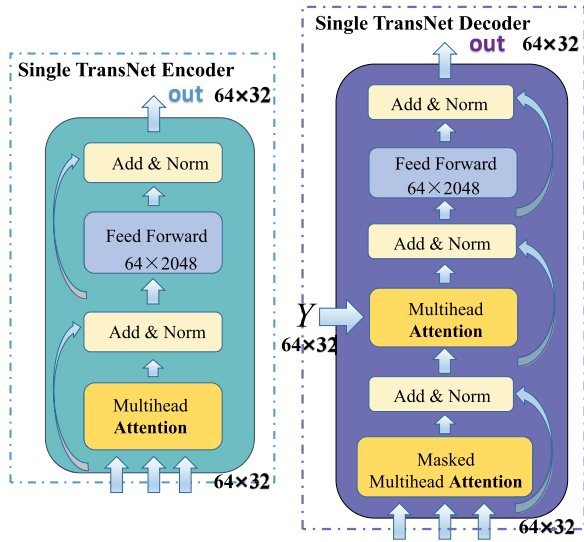 Single TransNet Encoder
out 64×32
Add & Norm
Feed Forward
64×2048
Add & Norm
Multihead
Attention
64×32
Single TransNet Decoder
out 64×32
Add & Norm
Feed Forward
64×2048
Add & Norm
Y
64×32
Multihead
Attention
Add & Norm
Masked
Multihead Attention
64×32